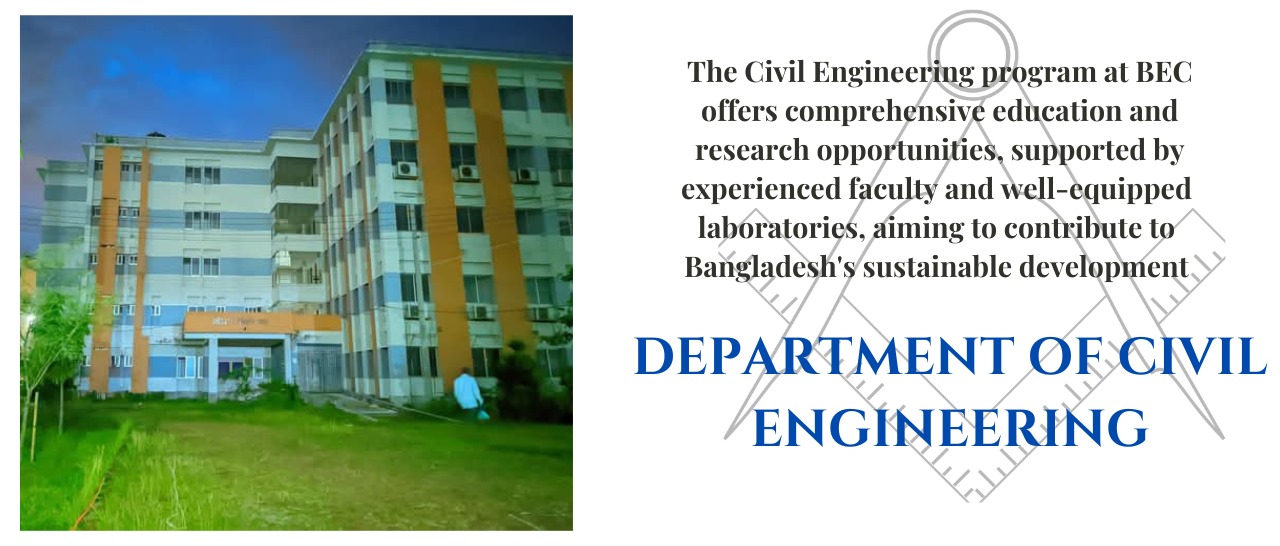 The Civil Engineering program at BEC
offers comprehensive education and
research opportunities, supported by
experienced faculty and well-equipped
laboratories, aiming to contribute to
Bangladesh's sustainable development
DEPARTMENT OF CIVIL
ENGINEERING